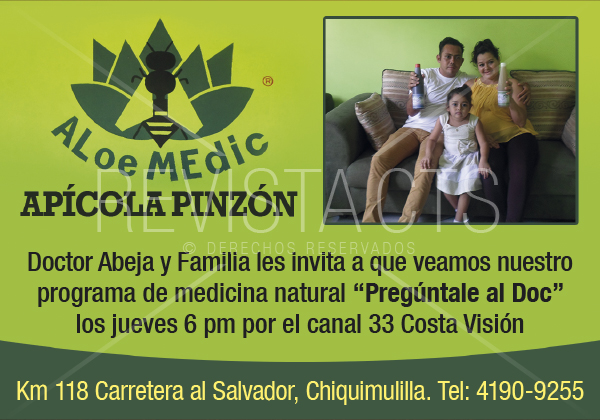 ®
ALoe MEdic
APÍCOLA PINZÓN
REVISTACTS
© DERECHOS RESERVADOS
Doctor Abeja y Familia les invita a que veamos nuestro
programa de medicina natural “Pregúntale al Doc”
los jueves 6 pm por el canal 33 Costa Visión
Km 118 Carretera al Salvador, Chiquimulilla. Tel: 4190-9255